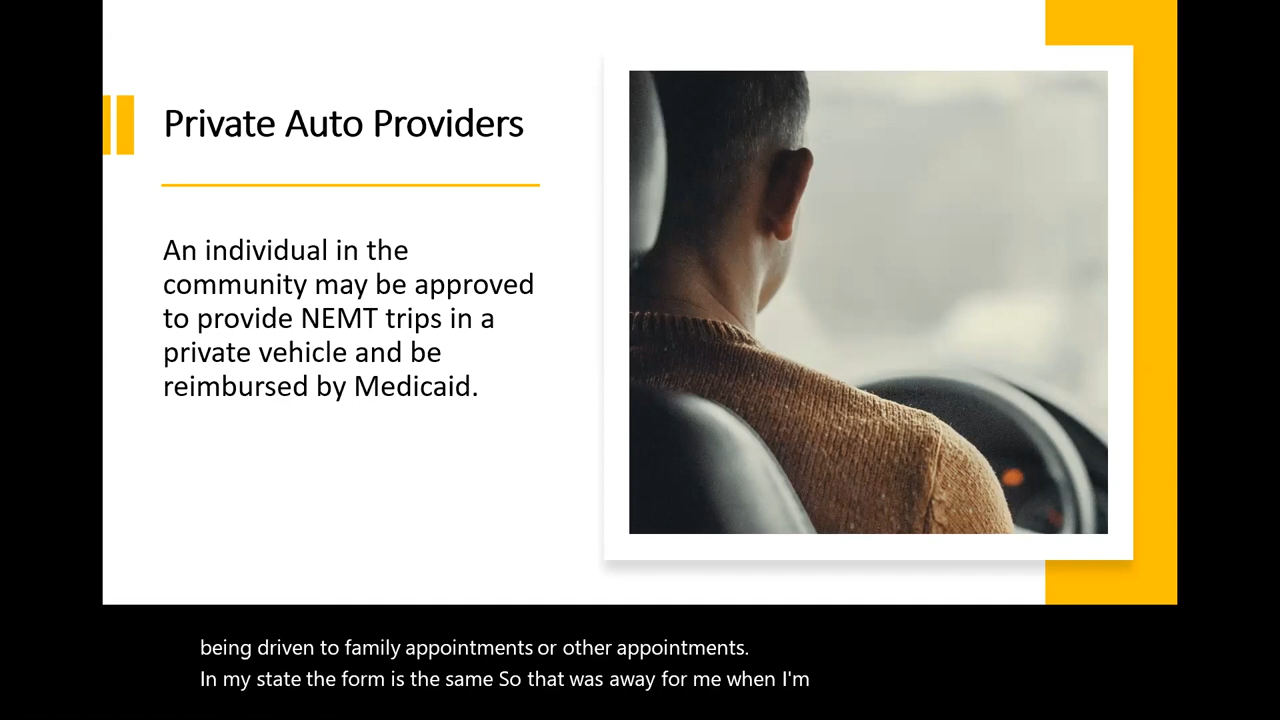 Private Auto Providers
An individual in the
community may be approved
to provide NEMT trips in a
private vehicle and be
reimbursed by Medicaid.
being driven to family appointments or other appointments.
In my state the form is the same So that was away for me when I'm